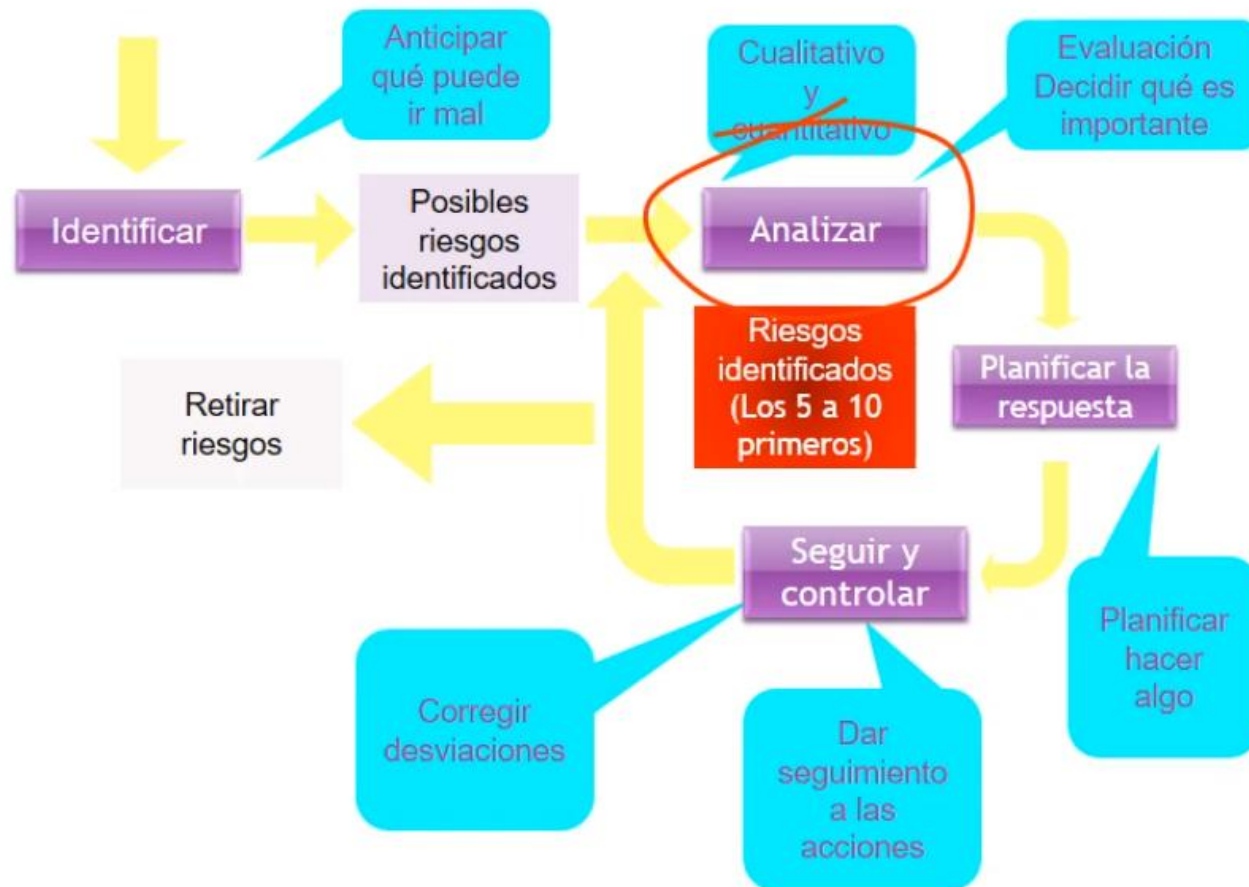 Anticipar
qué puede
ir mal
Cualitativo
y
cuantitativo
Evaluación
Decidir qué es
importante
Identificar
Posibles
riesgos
identificados
Analizar
Riesgos
identificados
(Los 5 a 10
primeros)
Planificar la
respuesta
Retirar
riesgos
Seguir y
controlar
Corregir
desviaciones
Dar
seguimiento
a las
acciones
Planificar
hacer
algo